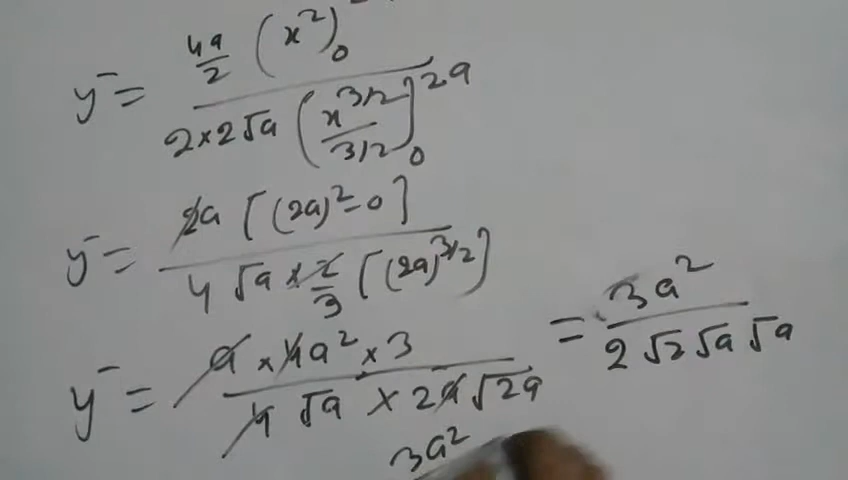 ȳ = 4a/2 (x²)₀ / 2×2√a (x^3/2 / 3/2]₀^2a
ȳ = 2a [(2a)²-0] / 4√a × 2/3 [(2a)^3/2]
ȳ = a × 4a² × 3 / 4 √a × 2a√2a = 3a² / 2√2 √a √a
3a²